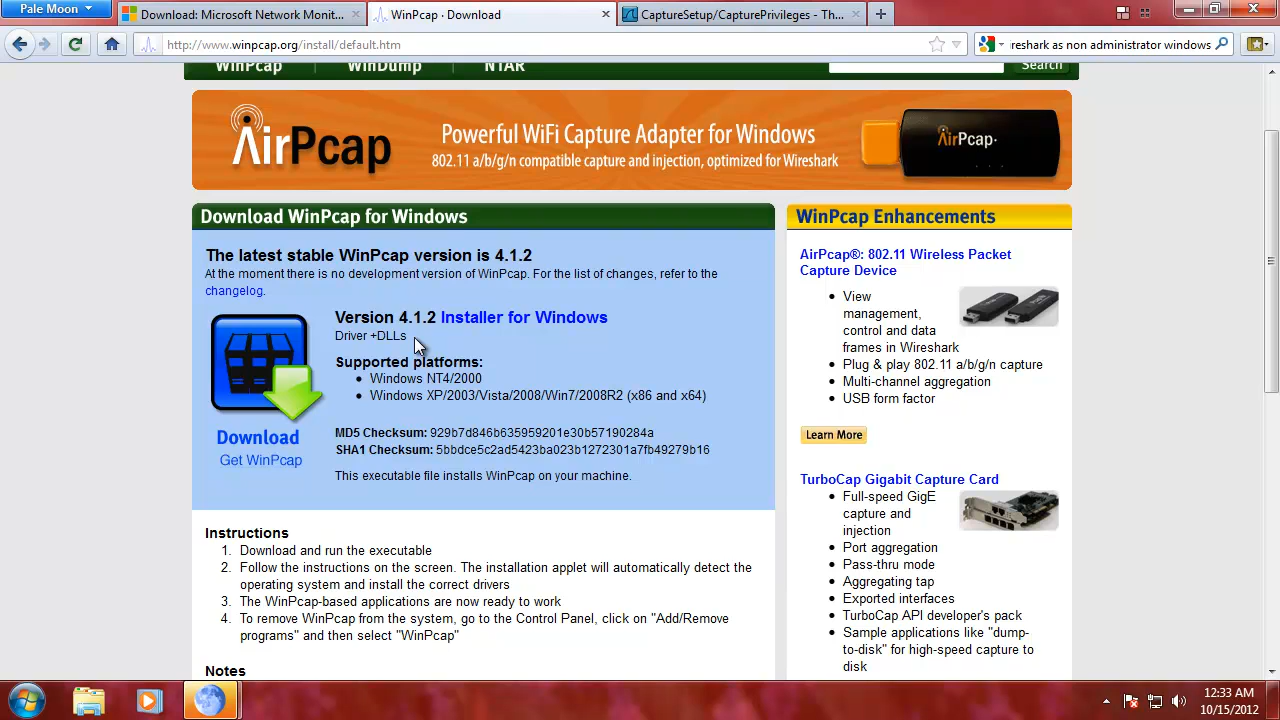 Pale Moon
Download: Microsoft Network Monit...
WinPcap · Download
CaptureSetup/CapturePrivileges - Th...
http://www.winpcap.org/install/default.htm
reshark as non administrator windows
WinPcap
WinDump
NTAR
Search
AirPcap
Powerful WiFi Capture Adapter for Windows
802.11 a/b/g/n compatible capture and injection, optimized for Wireshark
AirPcap.
Download WinPcap for Windows
The latest stable WinPcap version is 4.1.2
At the moment there is no development version of WinPcap. For the list of changes, refer to the
changelog.
Version 4.1.2 Installer for Windows
Driver +DLLs
Supported platforms:
Windows NT4/2000
Windows XP/2003/Vista/2008/Win7/2008R2 (x86 and x64)
Download
Get WinPcap
MD5 Checksum: 929b7d846b635959201e30b57190284a
SHA1 Checksum: 5bbdce5c2ad5423ba023b1272301a7fb49279b16
This executable file installs WinPcap on your machine.
Instructions
1. Download and run the executable
2. Follow the instructions on the screen. The installation applet will automatically detect the
operating system and install the correct drivers
3. The WinPcap-based applications are now ready to work
4. To remove WinPcap from the system, go to the Control Panel, click on "Add/Remove
programs" and then select "WinPcap"
Notes
WinPcap Enhancements
AirPcap®: 802.11 Wireless Packet
Capture Device
View
management,
control and data
frames in Wireshark
Plug & play 802.11 a/b/g/n capture
Multi-channel aggregation
USB form factor
Learn More
TurboCap Gigabit Capture Card
Full-speed GigE
capture and
injection
Port aggregation
Pass-thru mode
Aggregating tap
Exported interfaces
TurboCap API developer's pack
Sample applications like "dump-
to-disk" for high-speed capture to
disk
12:33 AM
10/15/2012